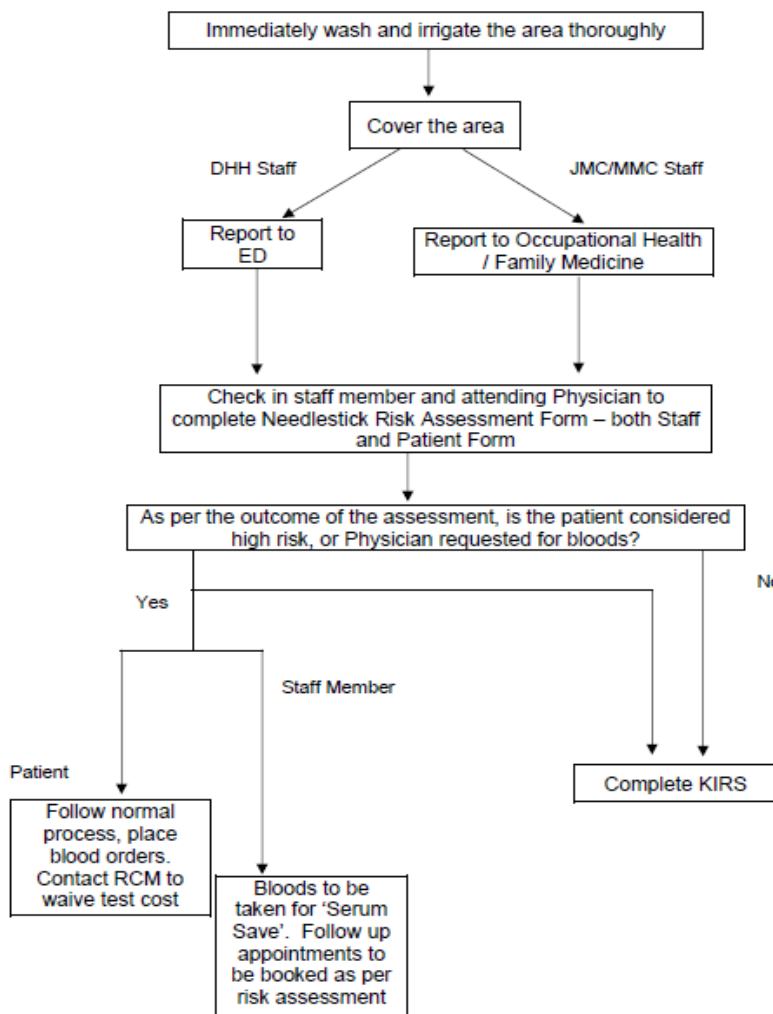 Immediately wash and irrigate the area thoroughly
Cover the area
DHH Staff
JMC/MMC Staff
Report to
ED
Report to Occupational Health
/ Family Medicine
Check in staff member and attending Physician to
complete Needlestick Risk Assessment Form – both Staff
and Patient Form
As per the outcome of the assessment, is the patient considered
high risk, or Physician requested for bloods?
Yes
No
Staff Member
Patient
Complete KIRS
Follow normal
process, place
blood orders.
Contact RCM to
waive test cost
Bloods to be
taken for ‘Serum
Save’. Follow up
appointments to
be booked as per
risk assessment